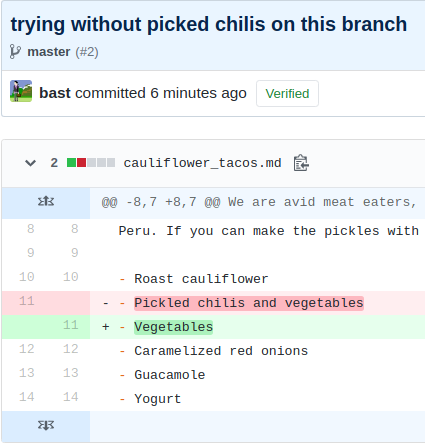 trying without picked chilis on this branch
master (#2)
bast committed 6 minutes ago Verified
2 cauliflower_tacos.md
@@ -8,7 +8,7 @@ We are avid meat eaters,
8 8 Peru. If you can make the pickles with
9 9
10 10 - Roast cauliflower
11 - - Pickled chilis and vegetables
11 + - Vegetables
12 12 - Caramelized red onions
13 13 - Guacamole
14 14 - Yogurt